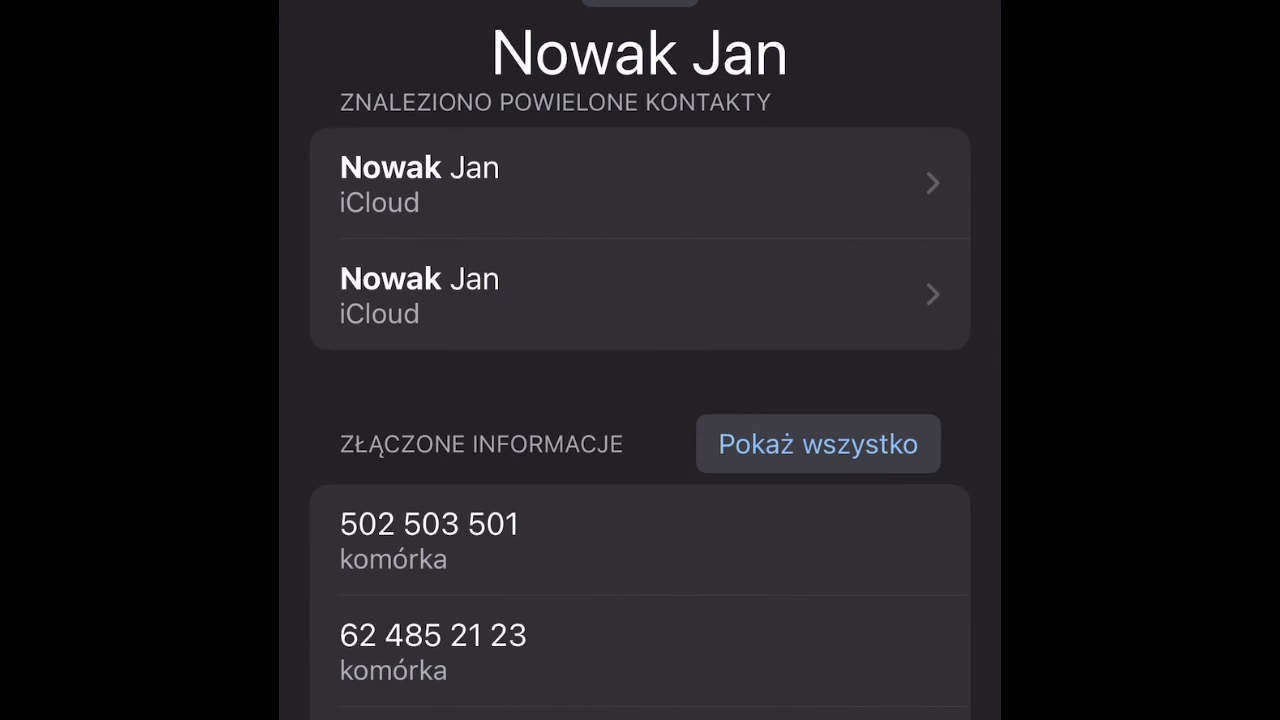 Nowak Jan
ZNALEZIONO POWIELONE KONTAKTY
Nowak Jan
iCloud
Nowak Jan
iCloud
ZŁĄCZONE INFORMACJE
Pokaż wszystko
502 503 501
komórka
62 485 21 23
komórka